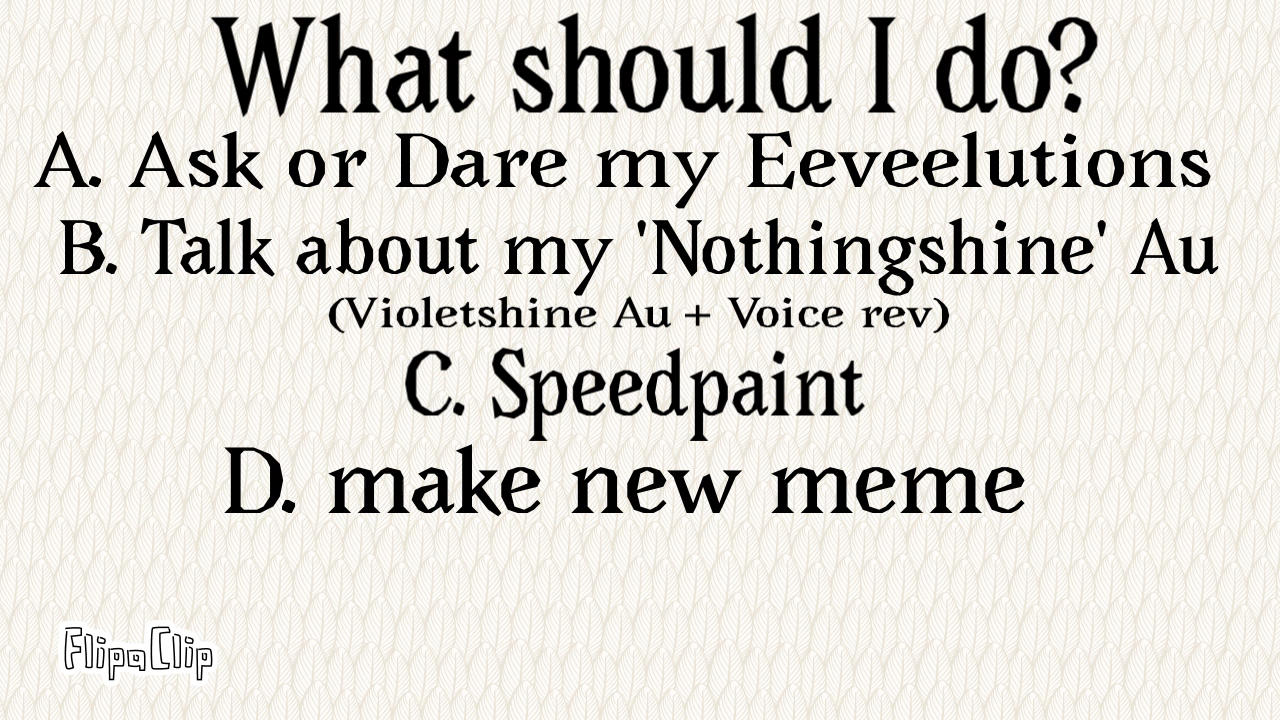 What should I do?
A. Ask or Dare my Eeveelutions
B. Talk about my 'Nothingshine' Au
(Violetshine Au + Voice rev)
C. Speedpaint
D. make new meme
FlipaClip